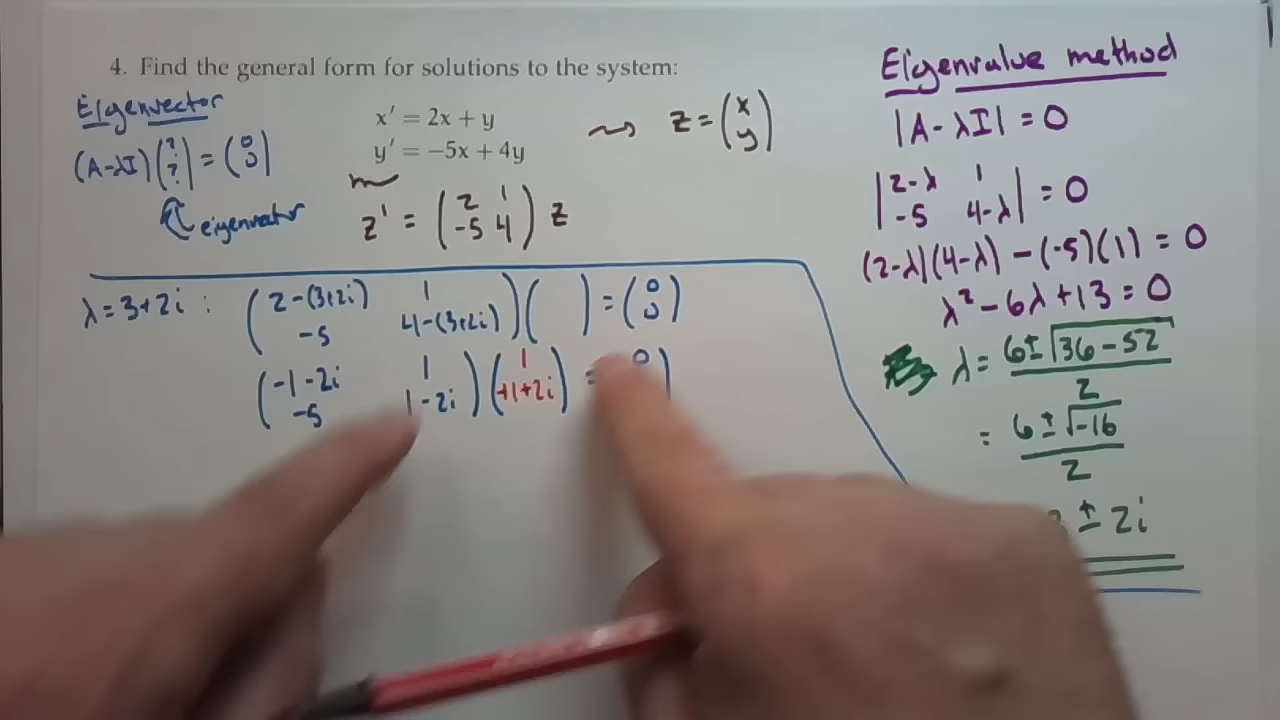 4. Find the general form for solutions to the system:
Eigenvector
(A-λI)(? ?) = (0 0)
eigenvector
x′ = 2x + y
y′ = −5x + 4y
z = (x y)
z' = (2 1 -5 4) z
λ = 3+2i :
(2-(3+2i) 1 -5 4-(3+2i)) ( ) = (0 0)
(-1-2i 1 -5 1-2i) (1 +1+2i) = 0
Eigenvalue method
|A - λI| = 0
|2-λ 1 -5 4-λ| = 0
(2-λ)(4-λ) - (-5)(1) = 0
λ² - 6λ + 13 = 0
λ = 6 ± √36-52 / 2
= 6 ± √-16 / 2
± 2i